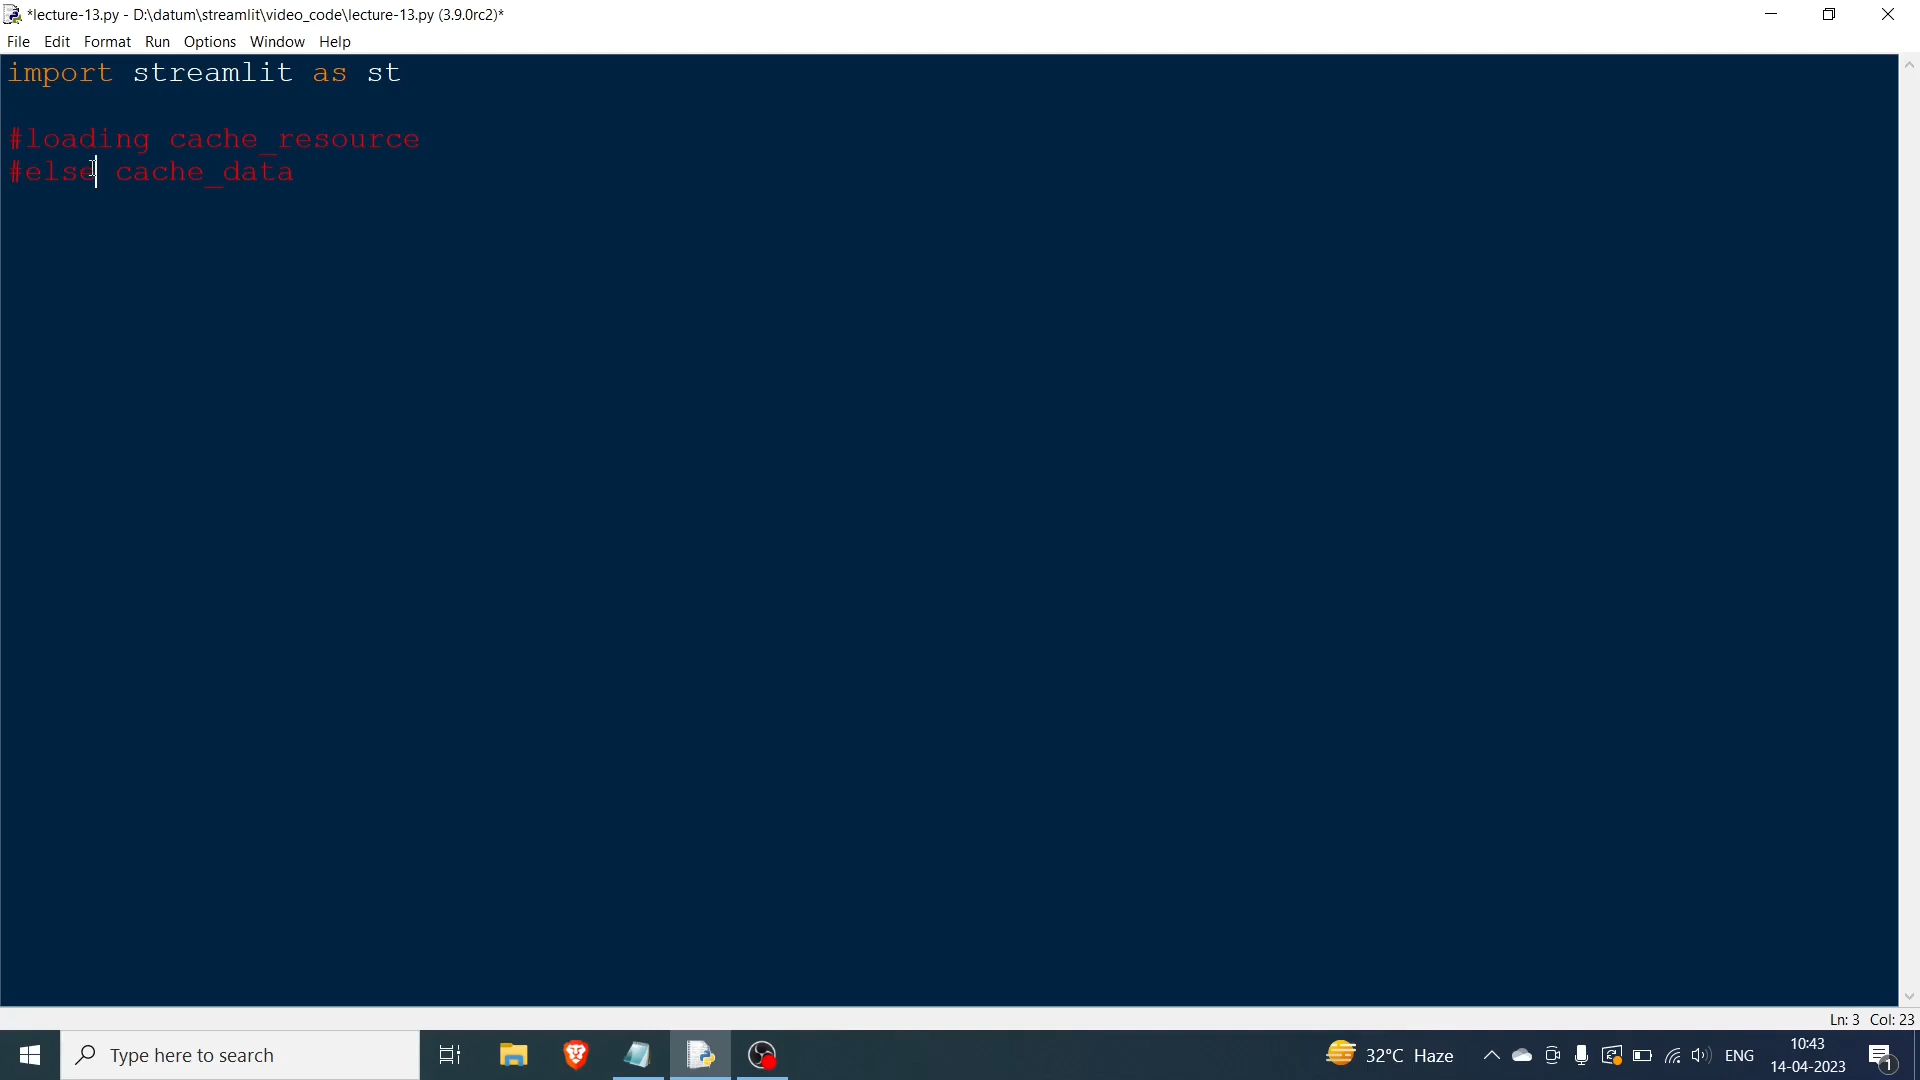 *lecture-13.py - D:\datum\streamlit\video_code\lecture-13.py (3.9.0rc2)*
File Edit Format Run Options Window Help
import streamlit as st
#loading cache_resource
#else cache_data
Ln: 3 Col: 23
Type here to search
32°C Haze
ENG
10:43
14-04-2023
1